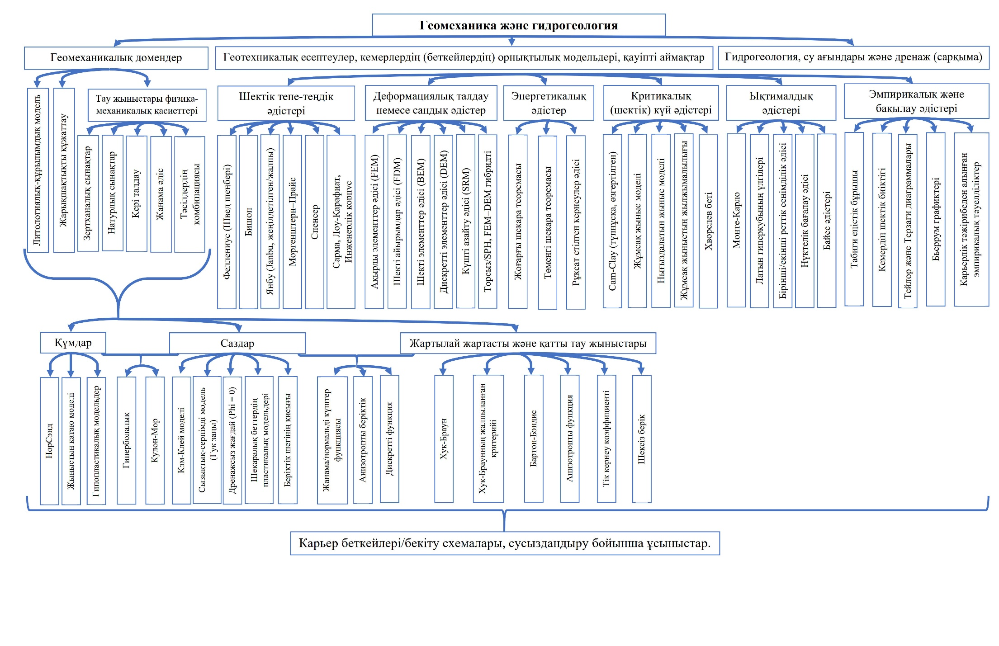 Геомеханика және гидрогеология
Геомеханикалық домендер
Геотехникалық есептеулер, кемерлердің (беткейлердің) орнықтылық модельдері, қауіпті аймақтар
Гидрогеология, су ағындары және дренаж (сарқыма)
Литологиялық-құрылымдық модель
Жарықшақтықты құжаттау
Тау жыныстары физика-
механикалық қасиеттері
Зертханалық сынақтар
Натурлық сынақтар
Кері талдау
Жанама әдіс
Тәсілдердің
комбинациясы
Шектік тепе-теңдік
әдістері
Феллениус (Швед шеңбері)
Бишоп
Янбу (Janbu, жеңілдетілген/жалпы)
Моргенштерн–Прайс
Спенсер
Сарма, Лоу-Карафиат,
Инженерлік корпус
Деформациялық талдау
немесе сандық әдістер
Акырлы элементтер әдісі (FEM)
Шекті айырымдар әдісі (FDM)
Шекті элементтер әдісі (BEM)
Дискретті элементтер әдісі (DEM)
Күшті азайту әдісі (SRM)
Торсыз/SPH, FEM–DEM гибридті
Энергетикалық
әдістер
Жоғарғы шекара теоремасы
Төменгі шекара теоремасы
Рұқсат етілген кернеулер әдісі
Критикалық
(шектік) күй әдістері
Cam-Clay (түпнұсқа, өзгертілген)
Жұмсақ жыныс моделі
Нығыздалатын жыныс моделі
Жұмсақ жыныстың жылжымалылығы
Хворслев беті
Ықтималдық
әдістері
Монте-Карло
Латын гиперкубының үлгілері
Бірінші/екінші реттік сенімділік әдісі
Нүктелік бағалау әдісі
Байес әдістері
Эмпирикалық және
бақылау әдістері
Табиғи еңістік бұрышы
Кемердің шектік биіктігі
Тейлор және Терзаги диаграммалары
Бьеррум графиктері
Карьерлік тәжірибеден алынған
эмпирикалық тәуелділіктер
Құмдар
Саздар
Жартылай жартасты және қатты тау жыныстары
НорСэнд
Жыныстың қатаю моделі
Гипопластикалық модельдер
Гиперболалық
Кулон-Мор
Кэм-Клей моделі
Сызықтық-серпімді модель
(Гук заңы)
Дренажсыз жағдай (Phi = 0)
Шекаралық беттердің
пластикалық модельдері
Беріктік шегінің қисығы
Жанама/нормальді күштер
функциясы
Анизотропты беріктік
Дискретті функция
Хук-Браун
Хук-Браунның жалпыланған
критерийі
Бартон-Бэндис
Анизотропты функция
Тік кернеу коэффициенті
Шексіз берік
Карьер беткейлері/бекіту схемалары, сусыздандыру бойынша ұсыныстар.